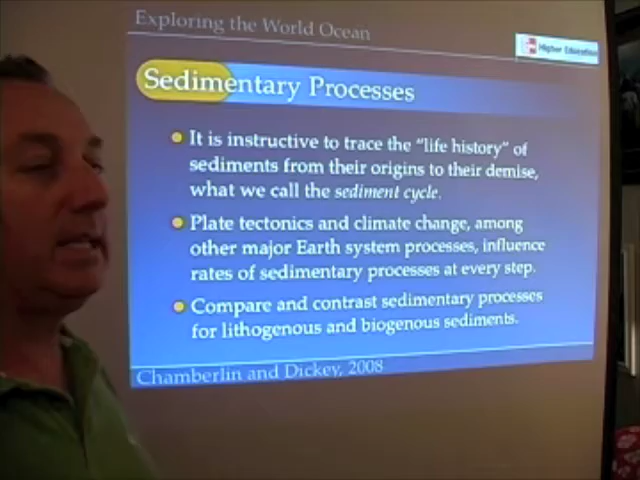 Exploring the World Ocean
Higher Education
Sedimentary Processes
It is instructive to trace the "life history" of
sediments from their origins to their demise,
what we call the sediment cycle.
Plate tectonics and climate change, among
other major Earth system processes, influence
rates of sedimentary processes at every step.
Compare and contrast sedimentary processes
for lithogenous and biogenous sediments.
Chamberlin and Dickey, 2008